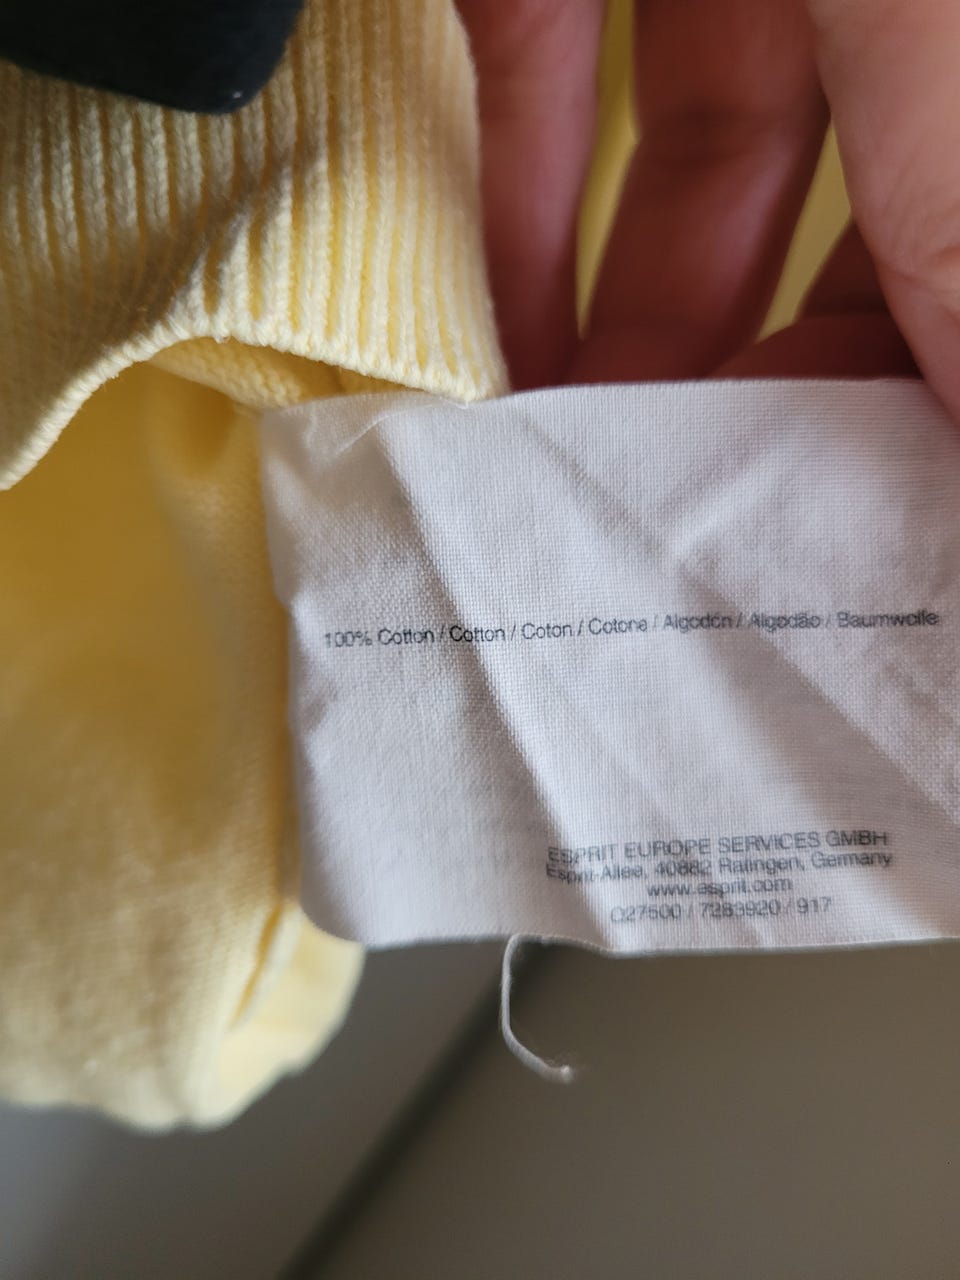 100% Cotton / Cotton / Coton / Cotone / Algodón / Algodão / Baumwolle
ESPRIT EUROPE SERVICES GMBH
Esprit-Allee, 40882 Ratingen, Germany
www.esprit.com
O27500 / 7283920 / 917